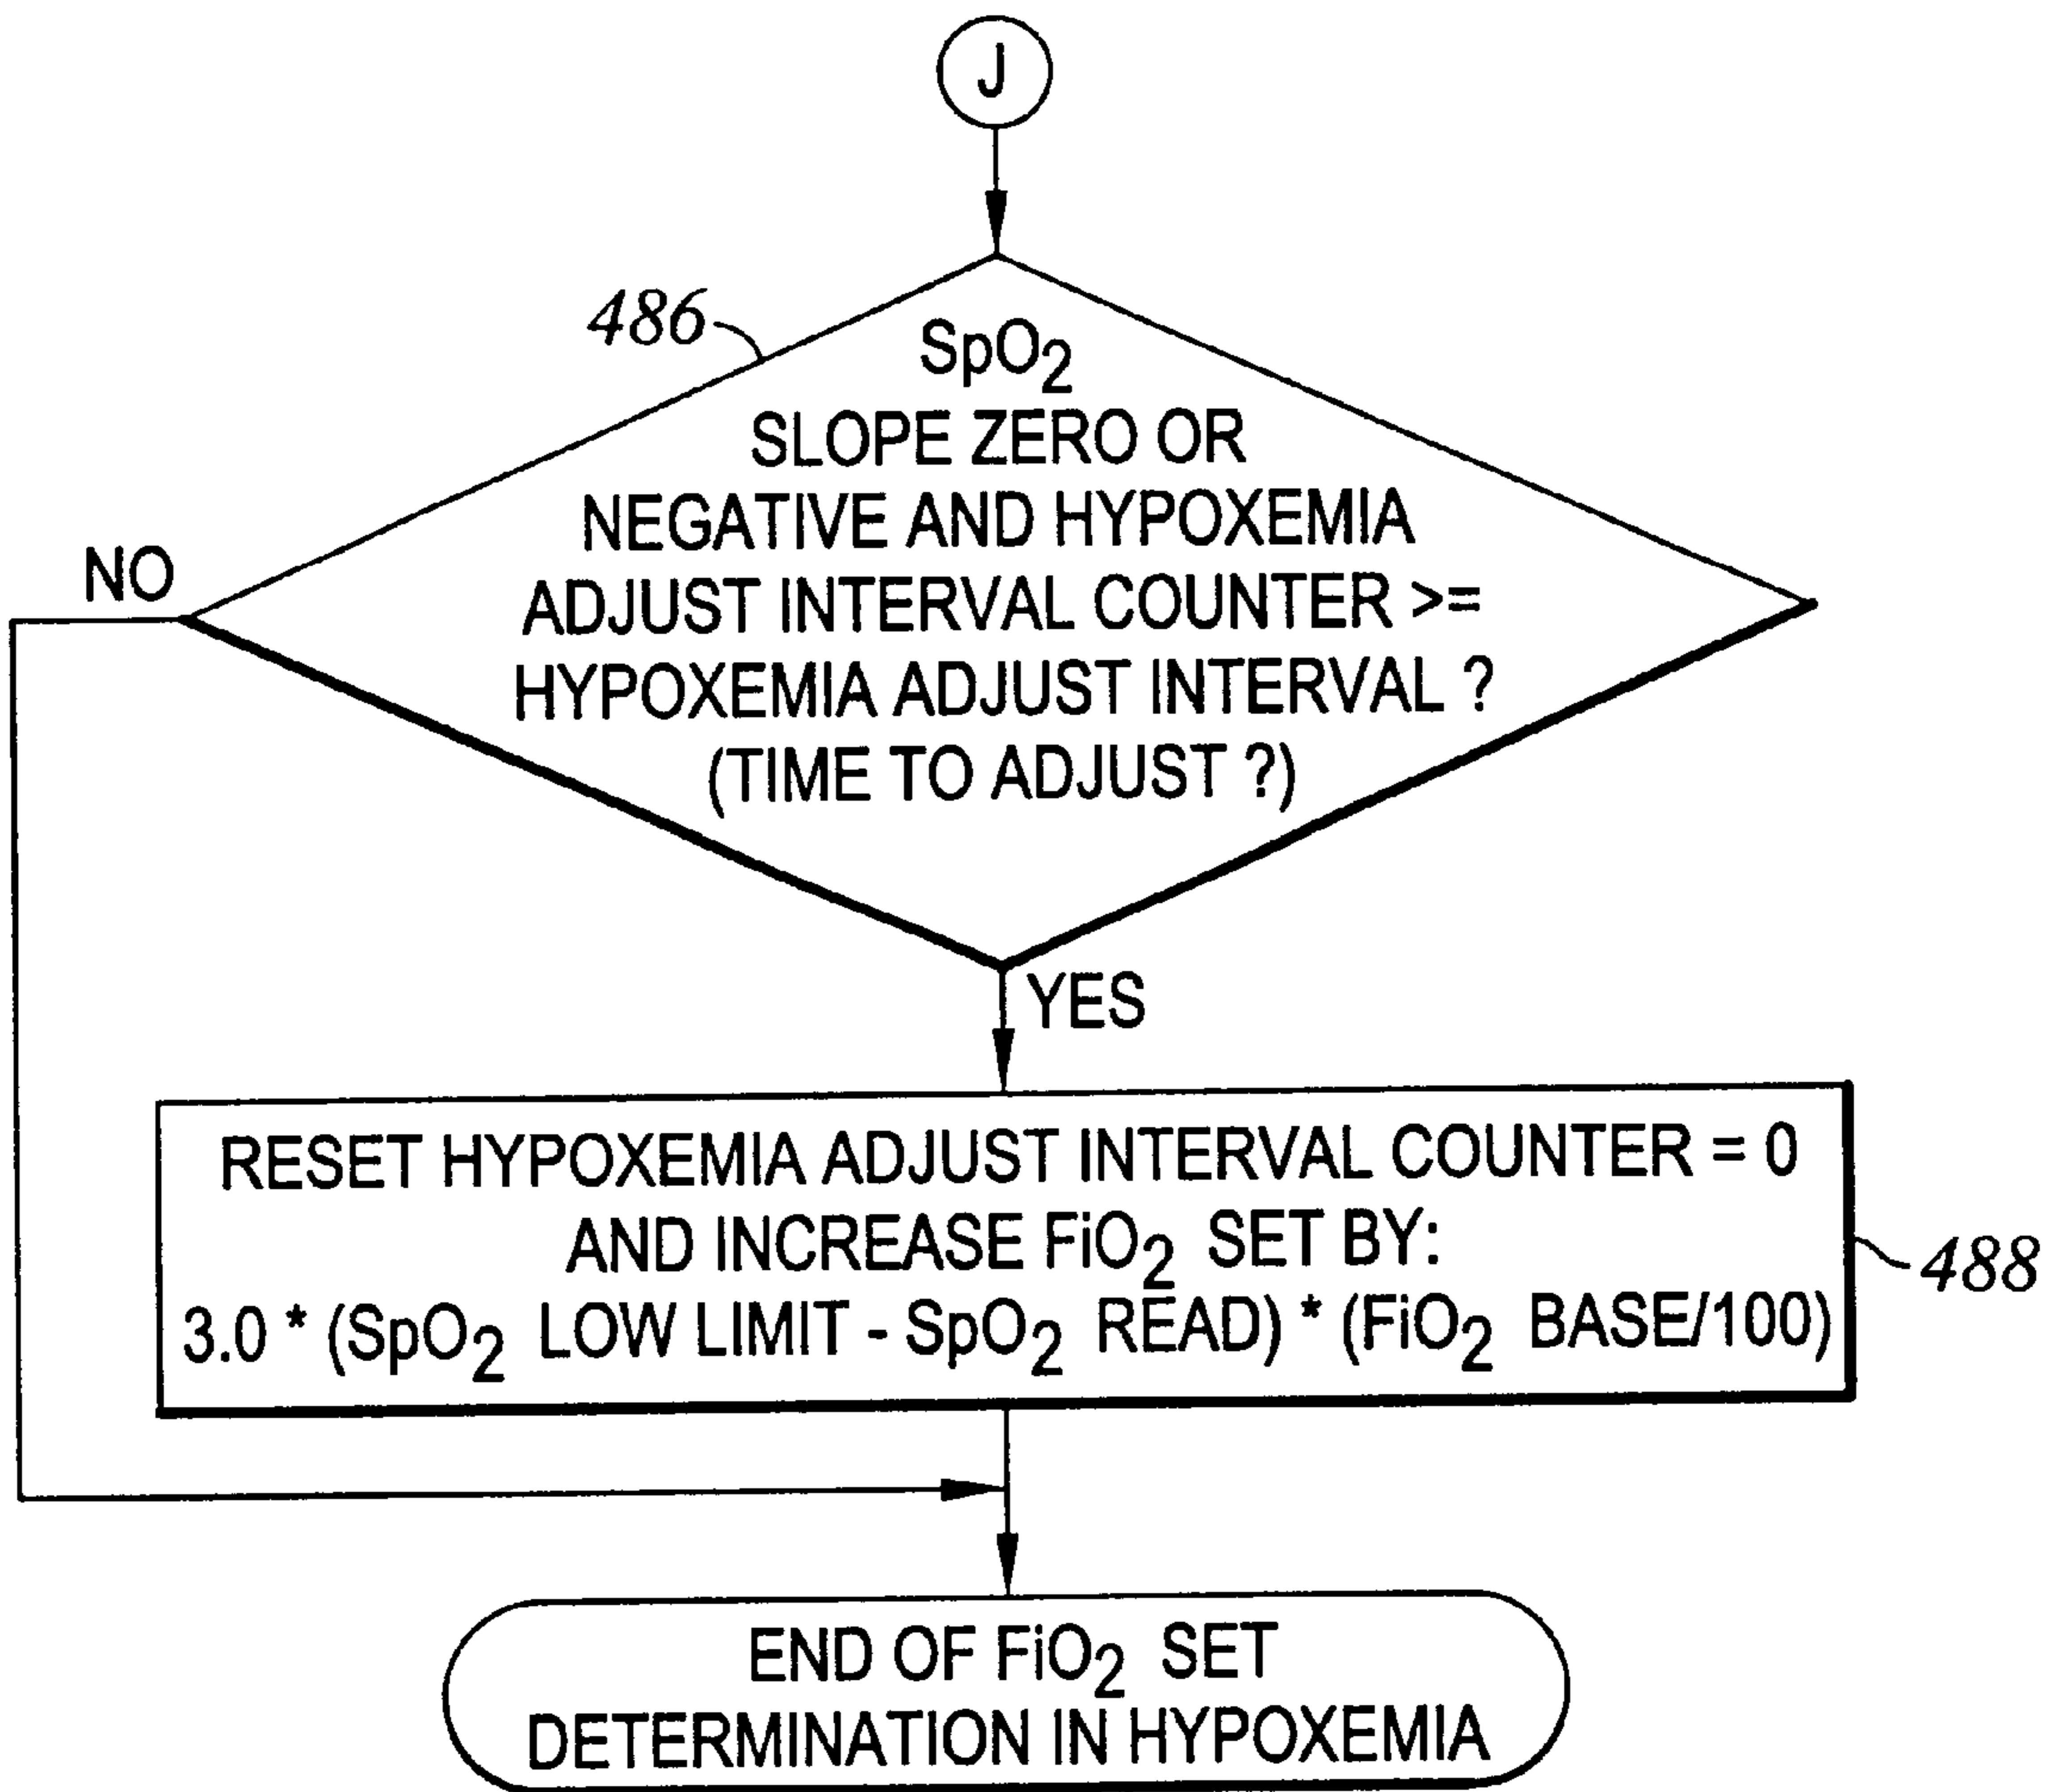 J
486
SpO2
SLOPE ZERO OR
NEGATIVE AND HYPOXEMIA
ADJUST INTERVAL COUNTER >=
HYPOXEMIA ADJUST INTERVAL ?
(TIME TO ADJUST ?)
NO
YES
RESET HYPOXEMIA ADJUST INTERVAL COUNTER = 0
AND INCREASE FiO2 SET BY:
3.0 * (SpO2 LOW LIMIT - SpO2 READ) * (FiO2 BASE/100)
488
END OF FiO2 SET
DETERMINATION IN HYPOXEMIA